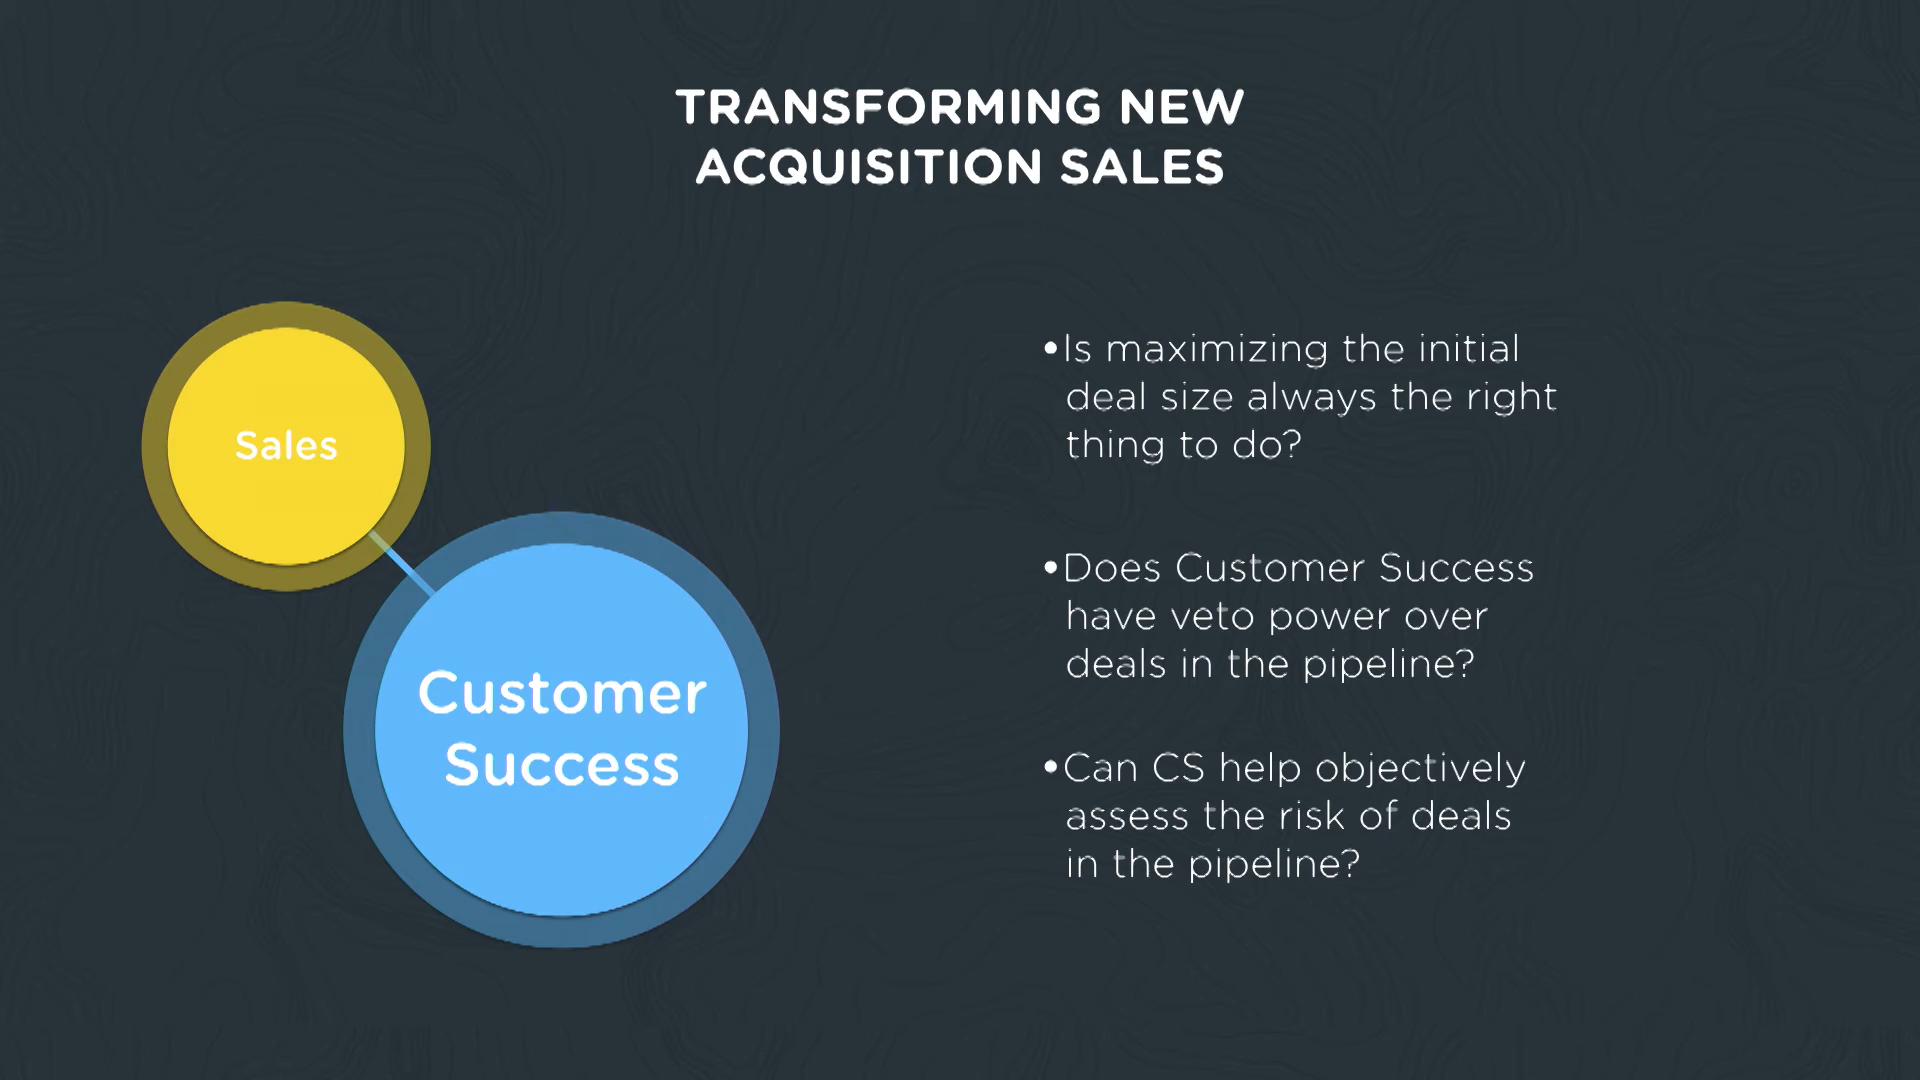 TRANSFORMING NEW
ACQUISITION SALES
Sales
Customer
Success
•Is maximizing the initial
deal size always the right
thing to do?
•Does Customer Success
have veto power over
deals in the pipeline?
•Can CS help objectively
assess the risk of deals
in the pipeline?